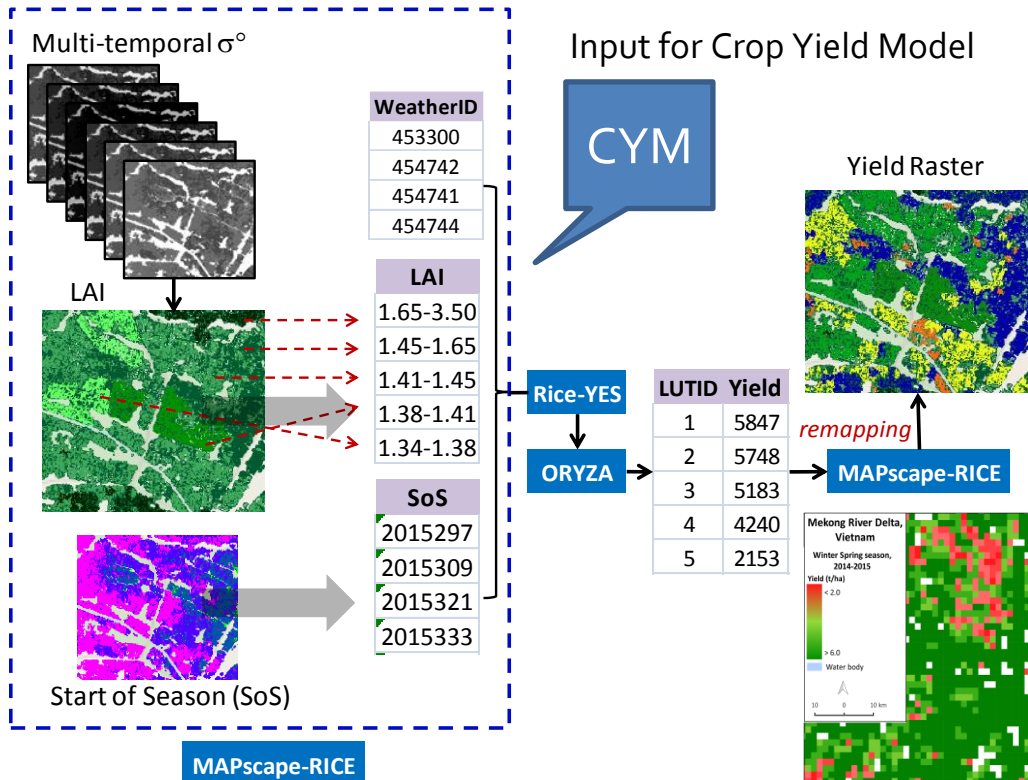 Input for Crop Yield Model
Multi-temporal σ°
WeatherID
453300
454742
454741
454744
CYM
Yield Raster
LAI
LAI
1.65-3.50
1.45-1.65
1.41-1.45
1.38-1.41
1.34-1.38
SoS
2015297
2015309
2015321
2015333
Start of Season (SoS)
MAPscape-RICE
Rice-YES
ORYZA
LUTID Yield
1 5847
2 5748
3 5183
4 4240
5 2153
remapping
MAPscape-RICE
Mekong River Delta,
Vietnam
Winter Spring season,
2014-2015
Yield (t/ha)
< 2.0
> 6.0
Water body
10 0 10 km